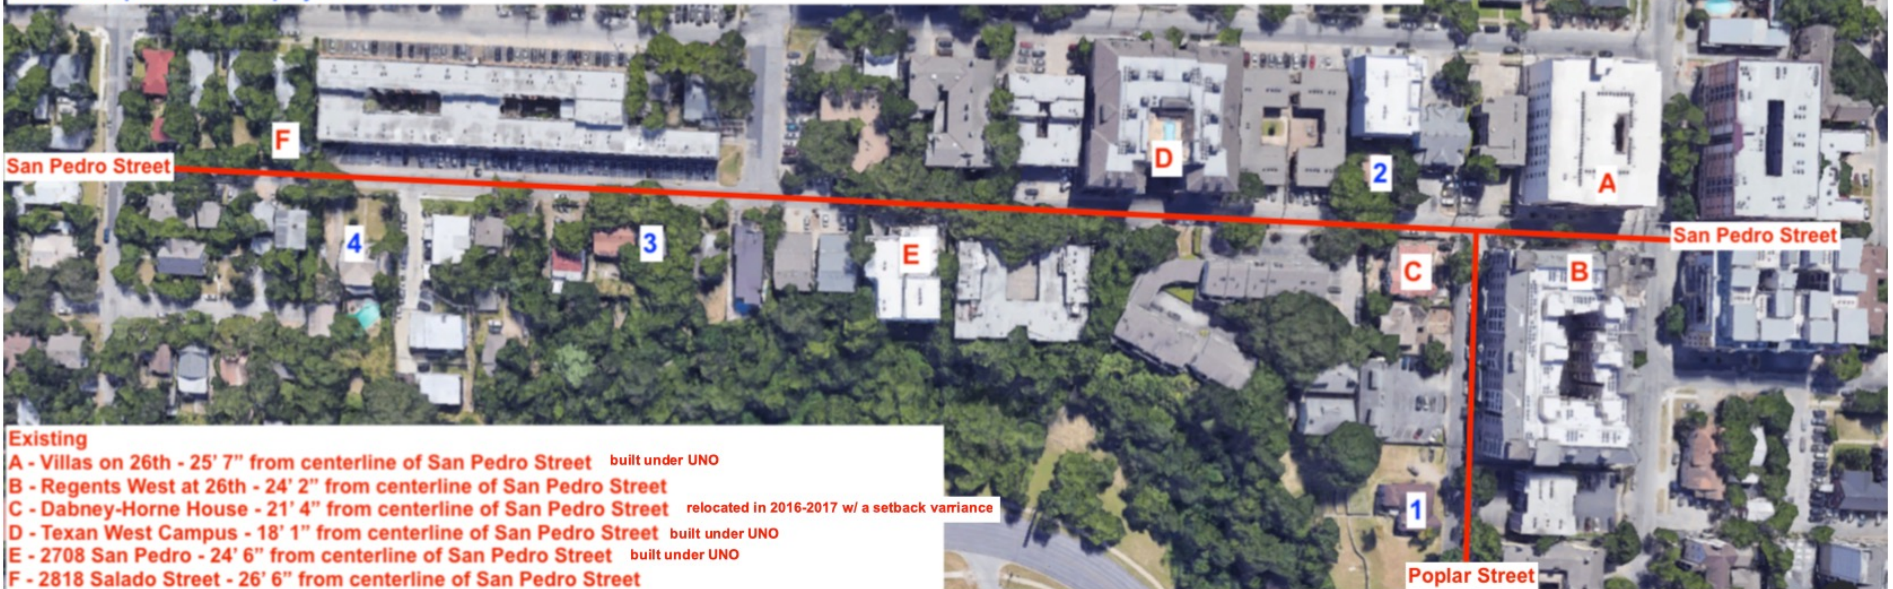 F
San Pedro Street
D
2
A
San Pedro Street
4
3
E
C
B
Existing
A - Villas on 26th - 25' 7” from centerline of San Pedro Street built under UNO
B - Regents West at 26th - 24' 2” from centerline of San Pedro Street
C - Dabney-Horne House - 21' 4” from centerline of San Pedro Street relocated in 2016-2017 w/ a setback varriance
D - Texan West Campus - 18' 1” from centerline of San Pedro Street built under UNO
E - 2708 San Pedro - 24' 6” from centerline of San Pedro Street built under UNO
F - 2818 Salado Street - 26' 6” from centerline of San Pedro Street
1
Poplar Street